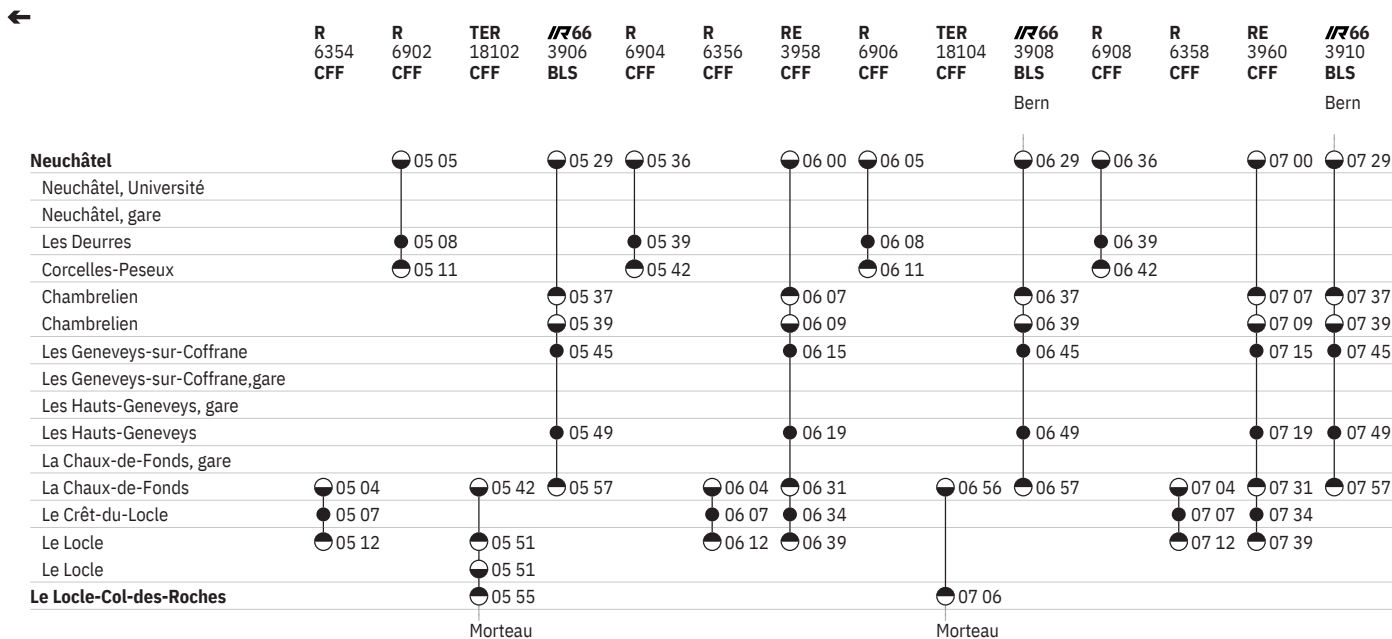 R R TER IR66 R R RE R TER IR66 R R RE IR66
6354 6902 18102 3906 6904 6356 3958 6906 18104 3908 6908 6358 3960 3910
CFF CFF CFF BLS CFF CFF CFF CFF CFF BLS CFF CFF CFF BLS
Bern Bern
Neuchâtel 05 05 05 29 05 36 06 00 06 05 06 29 06 36 07 00 07 29
Neuchâtel, Université
Neuchâtel, gare
Les Deurres 05 08 05 39 06 08 06 39
Corcelles-Peseux 05 11 05 42 06 11 06 42
Chambrelien 05 37 06 07 06 37 07 07 07 37
Chambrelien 05 39 06 09 06 39 07 09 07 39
Les Geneveys-sur-Coffrane 05 45 06 15 06 45 07 15 07 45
Les Geneveys-sur-Coffrane,gare
Les Hauts-Geneveys, gare
Les Hauts-Geneveys 05 49 06 19 06 49 07 19 07 49
La Chaux-de-Fonds, gare
La Chaux-de-Fonds 05 04 05 42 05 57 06 04 06 31 06 56 06 57 07 04 07 31 07 57
Le Crêt-du-Locle 05 07 06 07 06 34 07 07 07 34
Le Locle 05 12 05 51 06 12 06 39 07 12 07 39
Le Locle 05 51
Le Locle-Col-des-Roches 05 55 07 06
Morteau Morteau